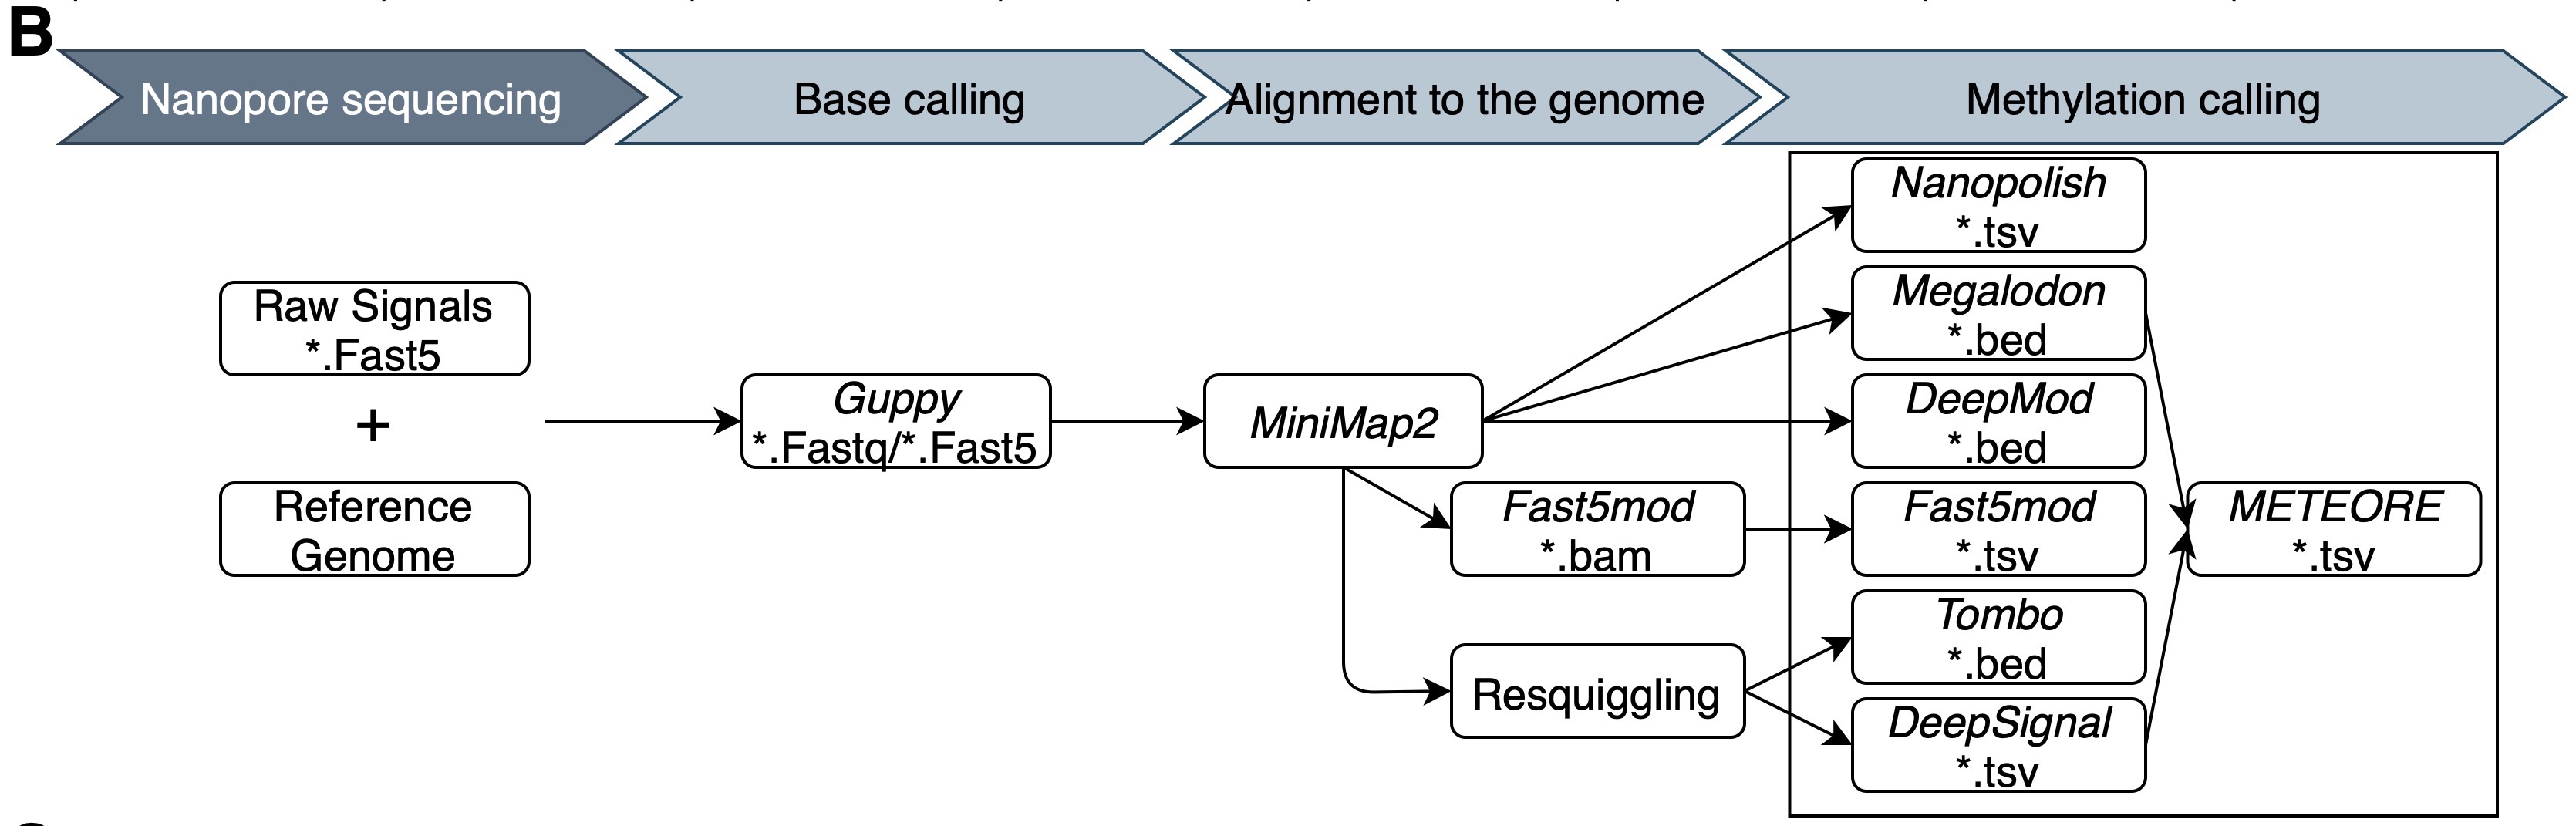 B
Nanopore sequencing
Base calling
Alignment to the genome
Methylation calling
Raw Signals
*.Fast5
+
Reference
Genome
Guppy
*.Fastq/*.Fast5
MiniMap2
Fast5mod
*.bam
Resquiggling
Nanopolish
*.tsv
Megalodon
*.bed
DeepMod
*.bed
Fast5mod
*.tsv
Tombo
*.bed
DeepSignal
*.tsv
METEORE
*.tsv